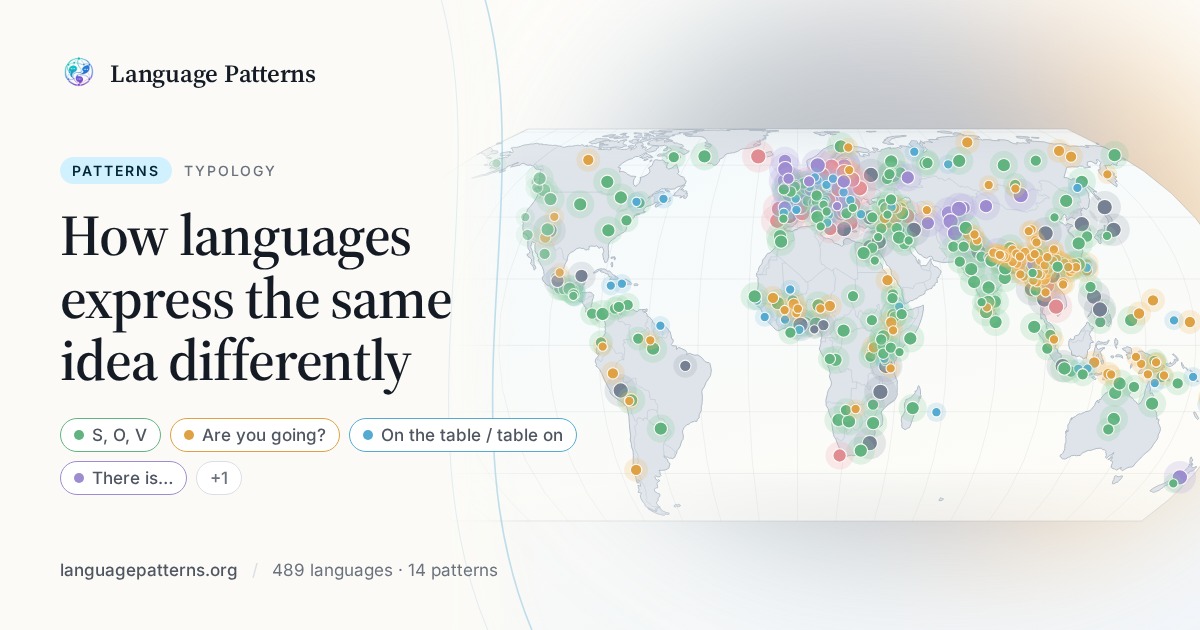 Language Patterns
PATTERNS TYPOLOGY
How languages
express the same
idea differently
S, O, V Are you going? On the table / table on
There is... +1
languagepatterns.org / 489 languages · 14 patterns